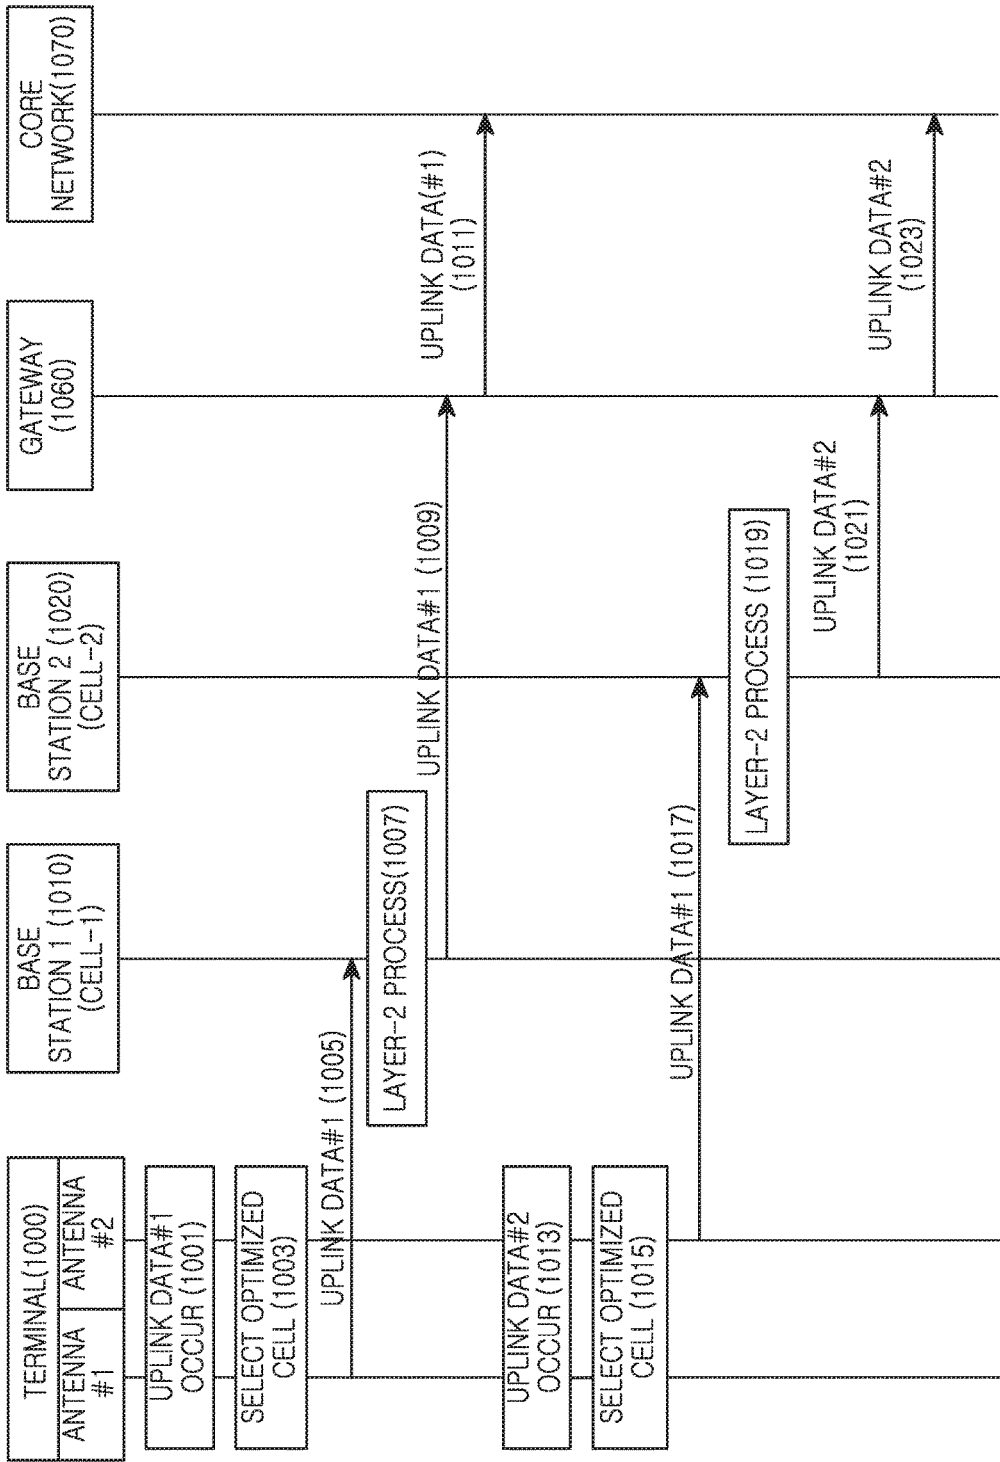 TERMINAL(1000)
ANTENNA
#1
ANTENNA
#2
BASE
STATION 1 (1010)
(CELL-1)
BASE
STATION 2 (1020)
(CELL-2)
GATEWAY
(1060)
CORE
NETWORK(1070)
UPLINK DATA#1
OCCUR (1001)
SELECT OPTIMIZED
CELL (1003)
UPLINK DATA#1 (1005)
LAYER-2 PROCESS(1007)
UPLINK DATA#1 (1009)
UPLINK DATA(#1)
(1011)
UPLINK DATA#2
OCCUR (1013)
SELECT OPTIMIZED
CELL (1015)
UPLINK DATA#1 (1017)
LAYER-2 PROCESS (1019)
UPLINK DATA#2
(1021)
UPLINK DATA#2
(1023)